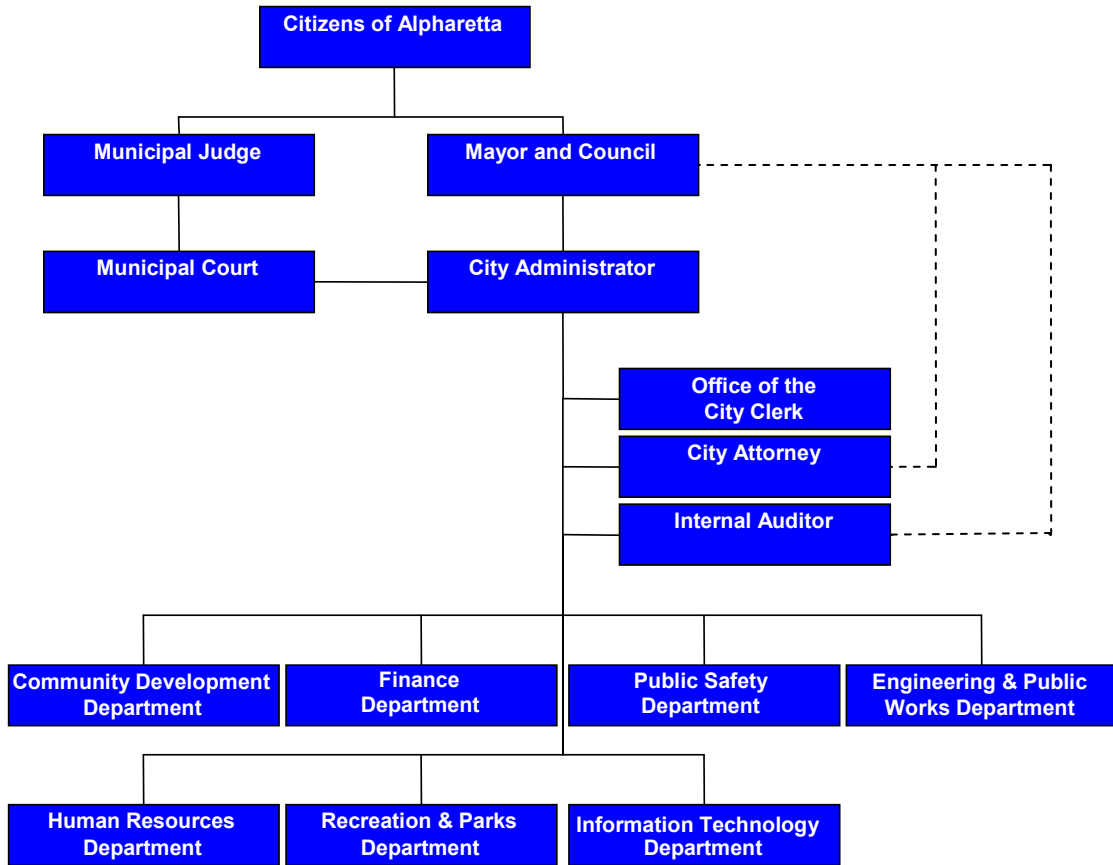 Citizens of Alpharetta
Municipal Judge
Mayor and Council
Municipal Court
City Administrator
Office of the
City Clerk
City Attorney
Internal Auditor
Community Development
Department
Finance
Department
Public Safety
Department
Engineering & Public
Works Department
Human Resources
Department
Recreation & Parks
Department
Information Technology
Department